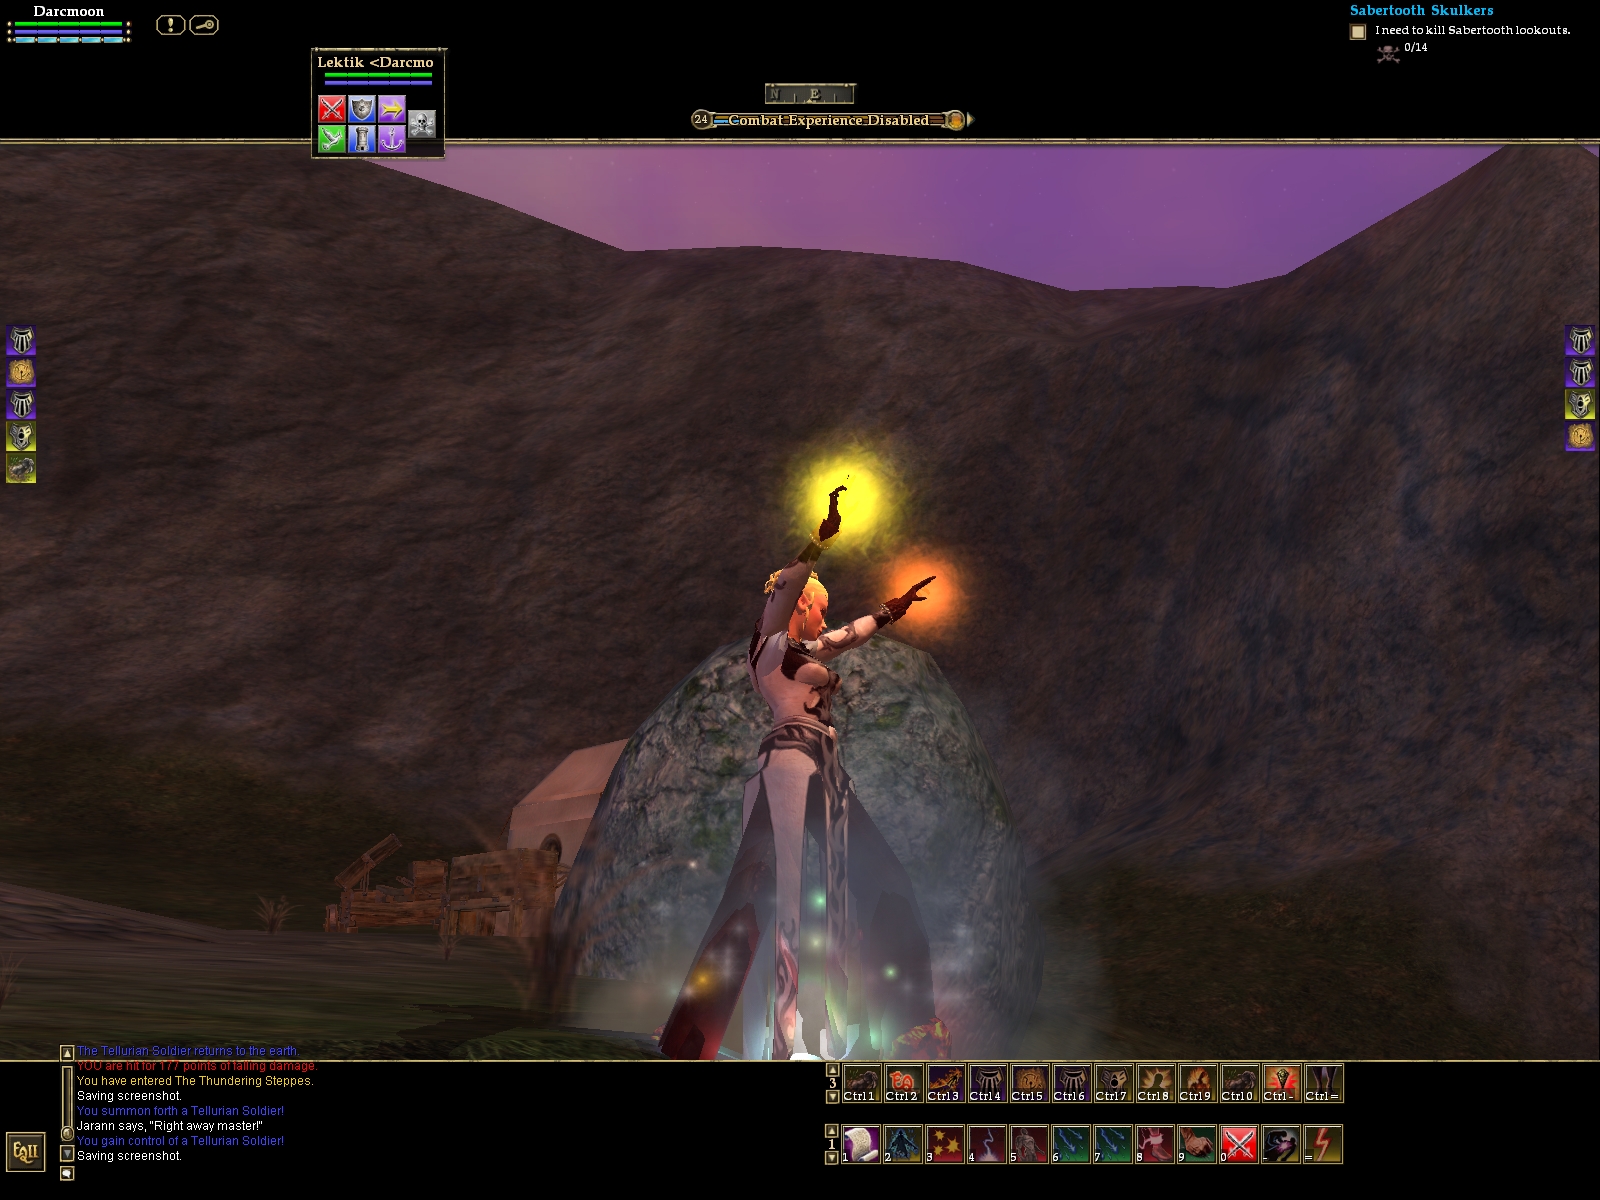 Darcmoon
Lektik <Darcmo
N E
24 Combat Experience Disabled
Sabertooth Skulkers
I need to kill Sabertooth lookouts.
0/14
The Tellurian Soldier returns to the earth.
YOU are hit for 177 points of falling damage.
You have entered The Thundering Steppes.
Saving screenshot.
You summon forth a Tellurian Soldier!
Jarann says, "Right away master!"
You gain control of a Tellurian Soldier!
Saving screenshot.
EQII
3 Ctrl1 Ctrl2 Ctrl3 Ctrl4 Ctrl5 Ctrl6 Ctrl7 Ctrl8 Ctrl9 Ctrl0 Ctrl- Ctrl=
1 1 2 3 4 5 6 7 8 9 0 - =